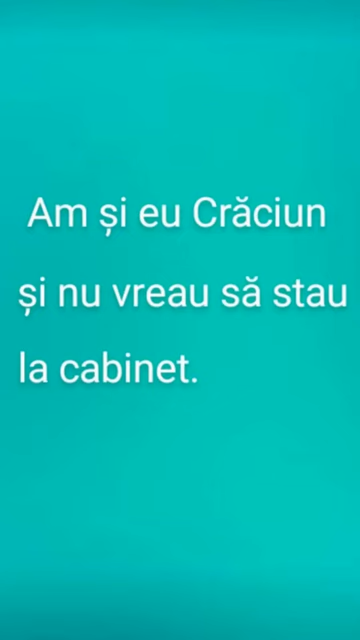 Am și eu Crăciun
și nu vreau să stau
la cabinet.